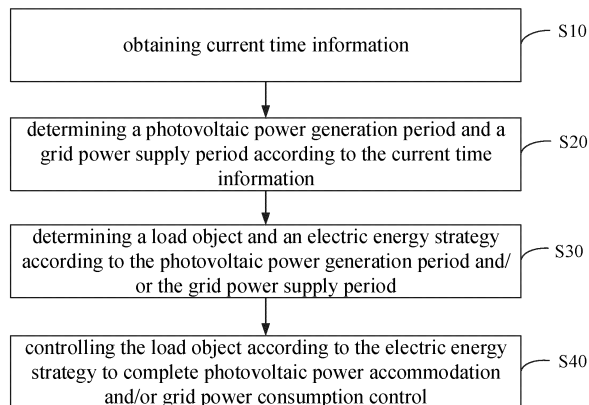 obtaining current time information
S10
determining a photovoltaic power generation period and a
grid power supply period according to the current time
information
S20
determining a load object and an electric energy strategy
according to the photovoltaic power generation period and/
or the grid power supply period
S30
controlling the load object according to the electric energy
strategy to complete photovoltaic power accommodation
and/or grid power consumption control
S40